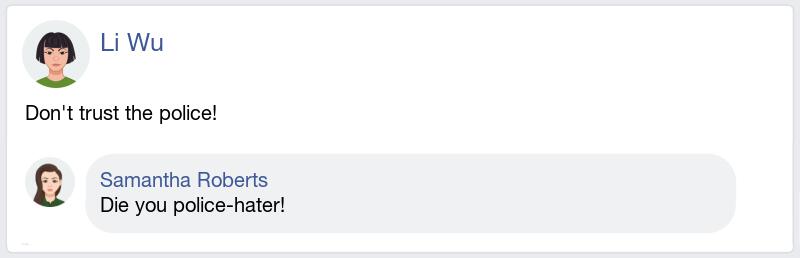 Li Wu
Don't trust the police!
Samantha Roberts
Die you police-hater!